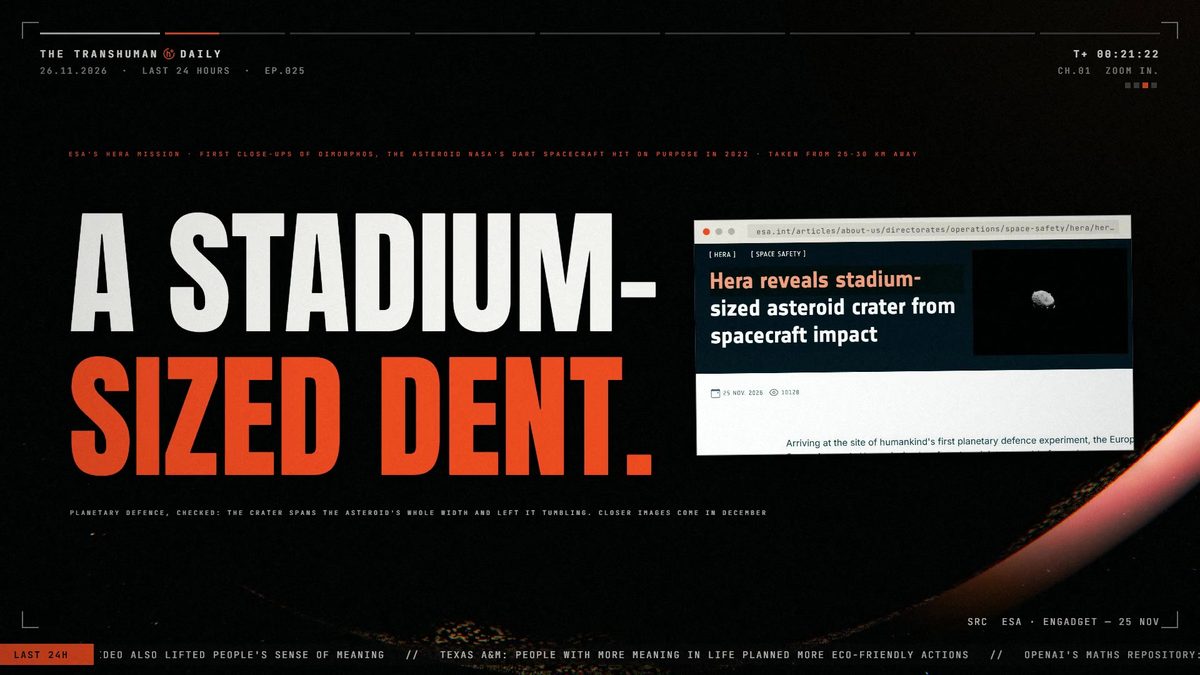 THE TRANSHUMAN h+ DAILY
26.11.2026 · LAST 24 HOURS · EP.025
T+ 00:21:22
CH.01 ZOOM IN.
ESA'S HERA MISSION · FIRST CLOSE-UPS OF DIMORPHOS, THE ASTEROID NASA'S DART SPACECRAFT HIT ON PURPOSE IN 2022 · TAKEN FROM 25-30 KM AWAY
A STADIUM-
SIZED DENT.
esa.int/articles/about-us/directorates/operations/space-safety/hera/her…
[ HERA ] [ SPACE SAFETY ]
Hera reveals stadium-
sized asteroid crater from
spacecraft impact
25 NOV. 2026 10128
Arriving at the site of humankind's first planetary defence experiment, the Europ
PLANETARY DEFENCE, CHECKED: THE CRATER SPANS THE ASTEROID'S WHOLE WIDTH AND LEFT IT TUMBLING. CLOSER IMAGES COME IN DECEMBER
SRC ESA · ENGADGET — 25 NOV
LAST 24H
DEO ALSO LIFTED PEOPLE'S SENSE OF MEANING // TEXAS A&M: PEOPLE WITH MORE MEANING IN LIFE PLANNED MORE ECO-FRIENDLY ACTIONS // OPENAI'S MATHS REPOSITORY: